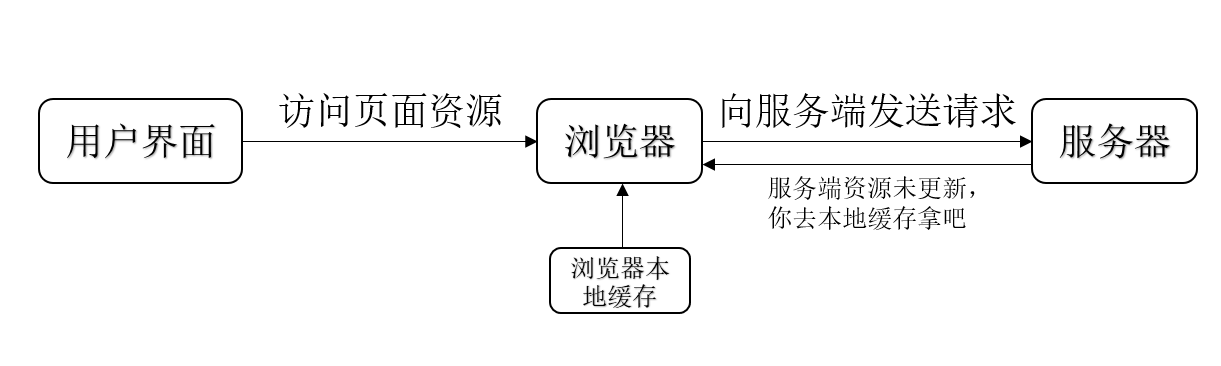 访问页面资源
向服务端发送请求
用户界面
浏览器
服务器
服务端资源未更新，
你去本地缓存拿吧
浏览器本
地缓存